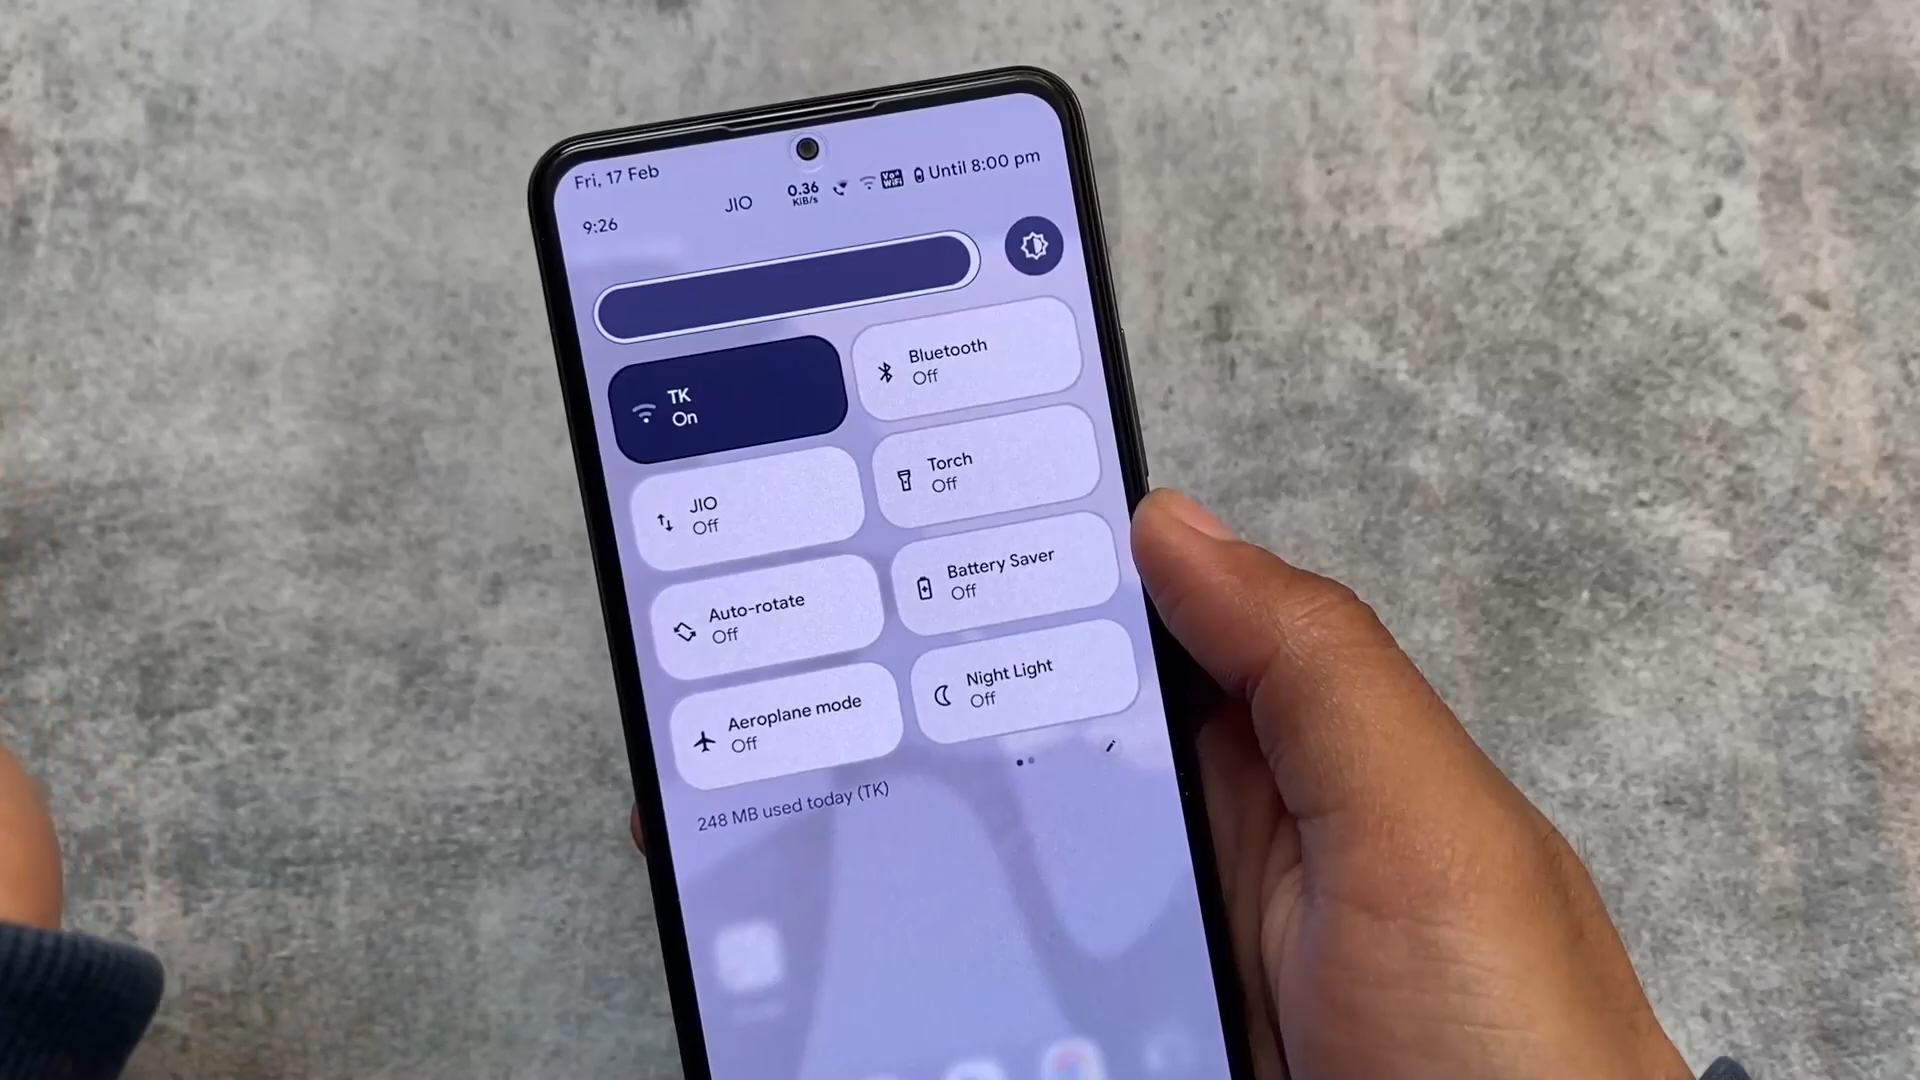 Fri, 17 Feb
9:26
JIO
0.36
KiB/s
Vo
WiFi
Until 8:00 pm
TK
On
Bluetooth
Off
JIO
Off
Torch
Off
Auto-rotate
Off
Battery Saver
Off
Aeroplane mode
Off
Night Light
Off
248 MB used today (TK)